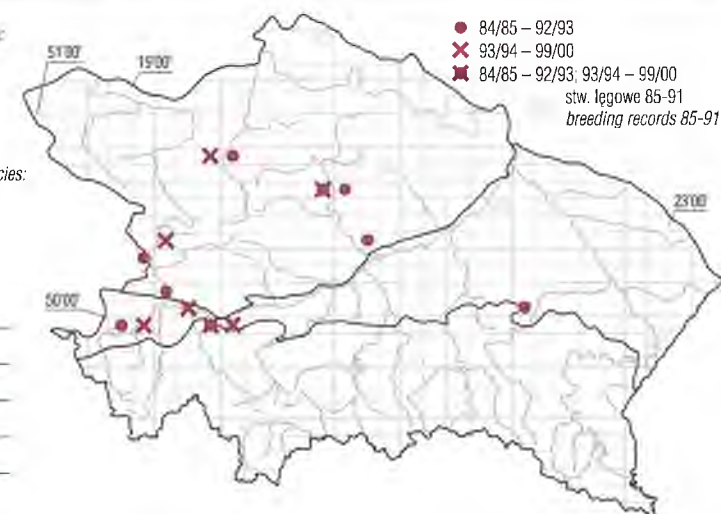 84/85 – 92/93
93/94 – 99/00
84/85 – 92/93; 93/94 – 99/00
stw. lęgowe 85-91
breeding records 85-91
51°00'
19°00'
cies:
23°00'
50°00'